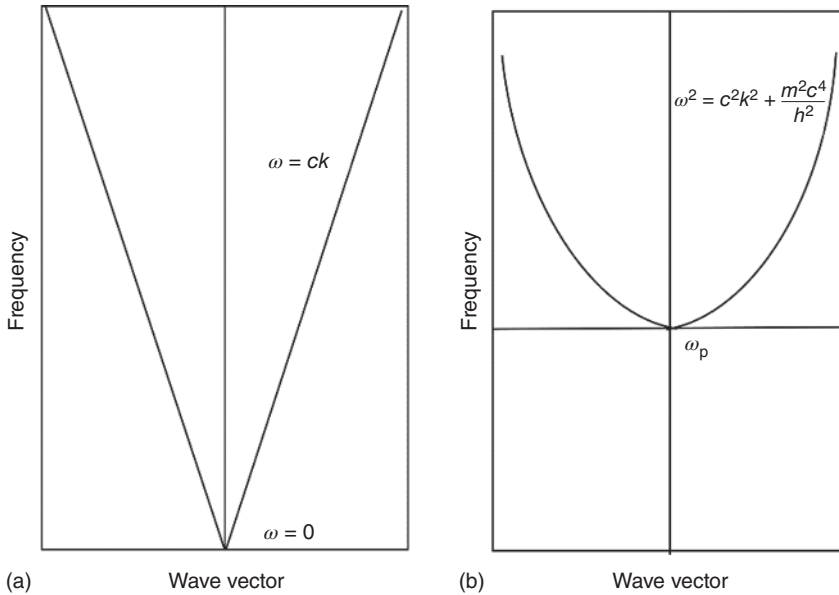 Frequency
ω = ck
ω = 0
(a)
Wave vector
Frequency
ω² = c²k² + m²c⁴/h²
ωₚ
(b)
Wave vector